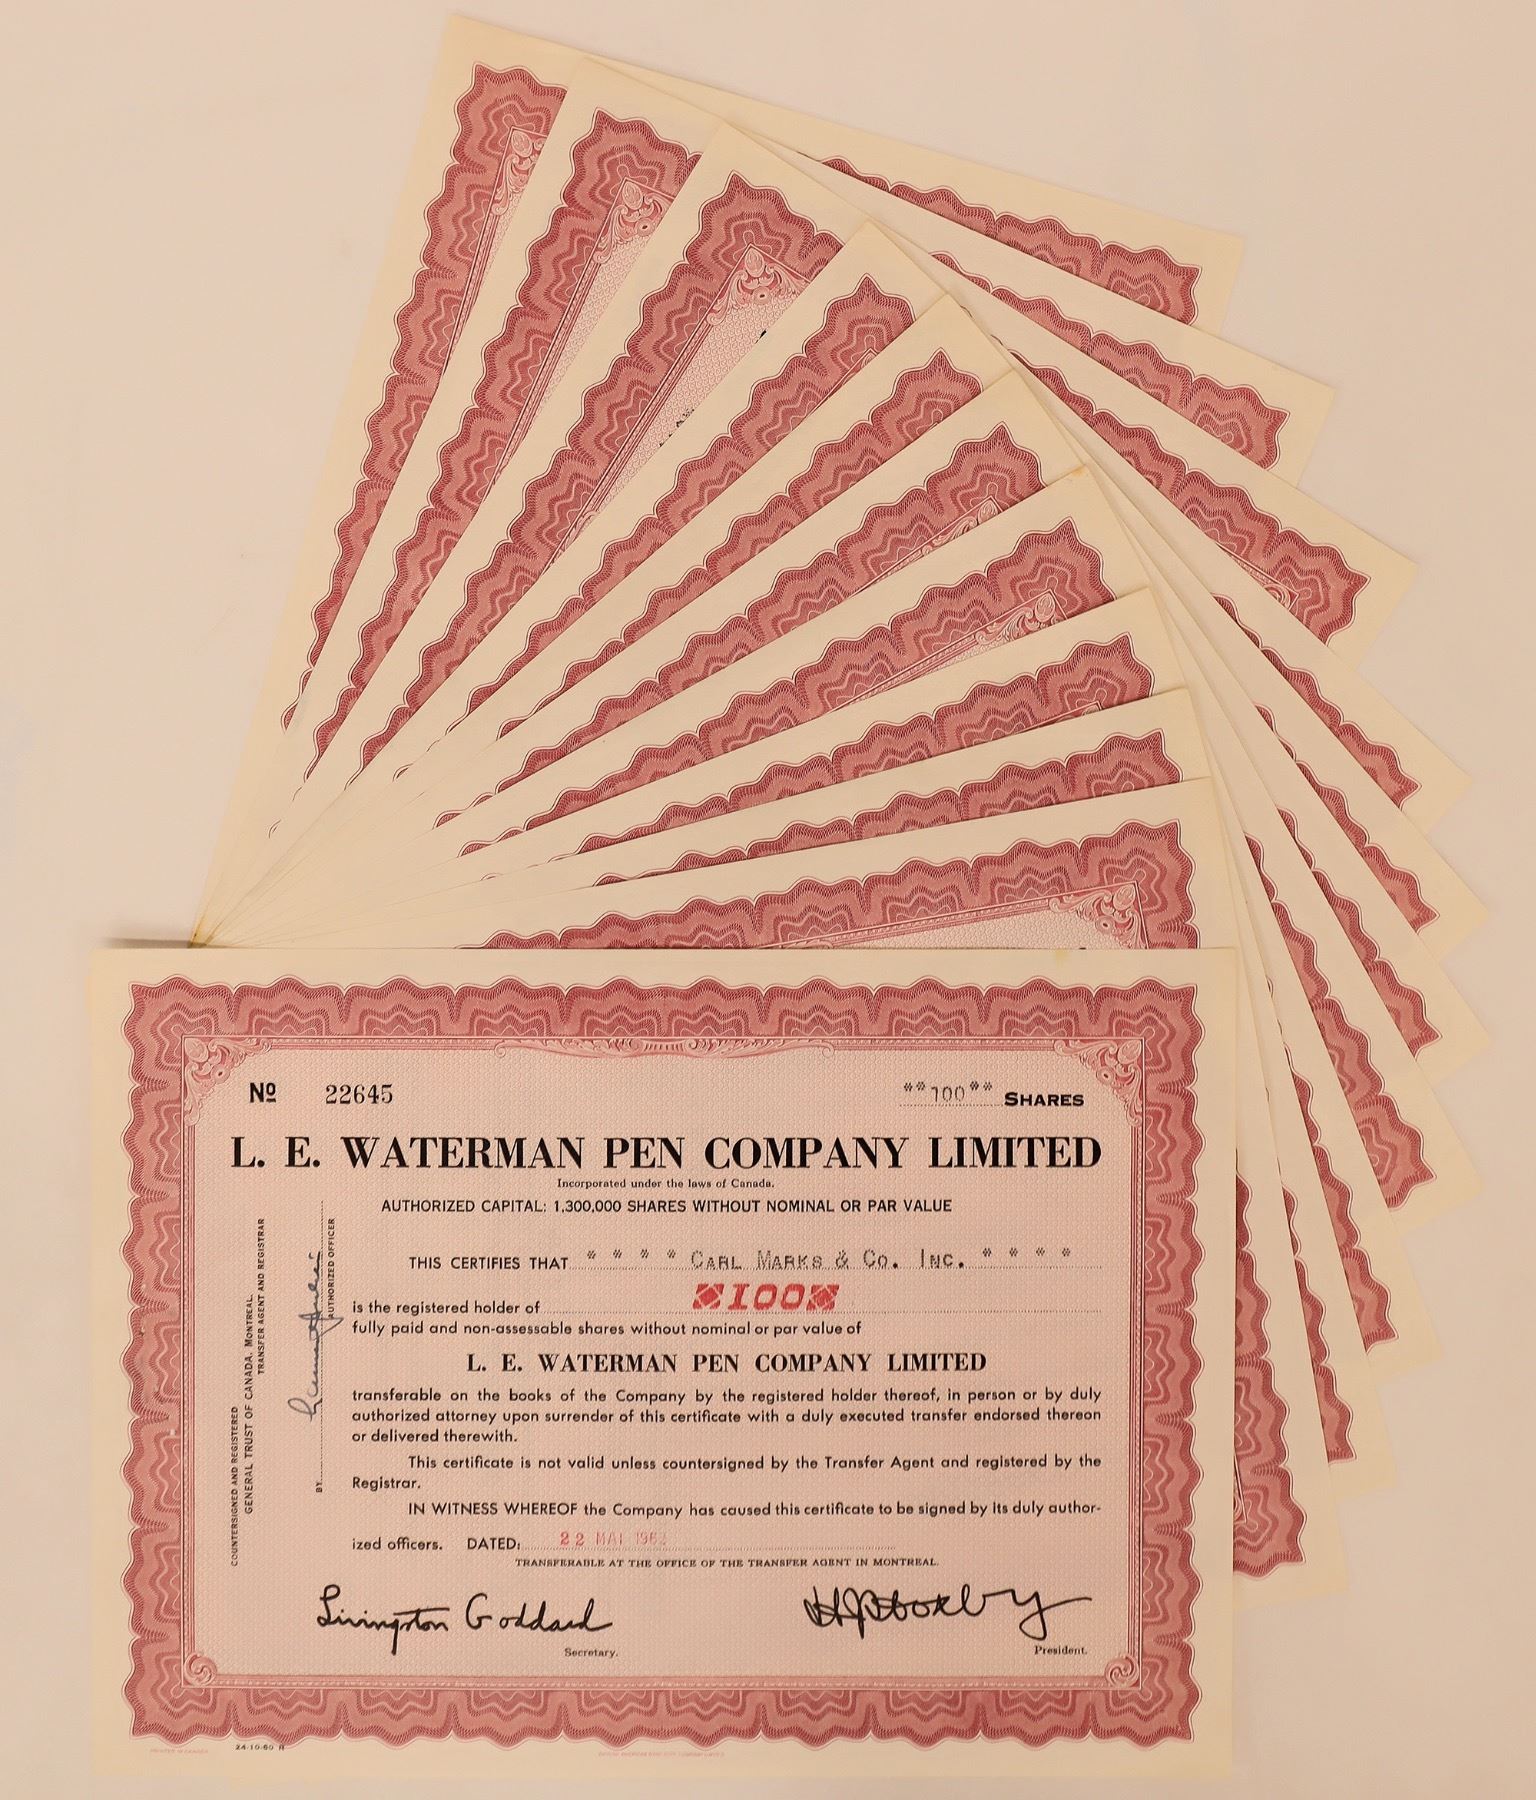 Nº 22645
**100** SHARES
L. E. WATERMAN PEN COMPANY LIMITED
Incorporated under the laws of Canada.
AUTHORIZED CAPITAL: 1,300,000 SHARES WITHOUT NOMINAL OR PAR VALUE
THIS CERTIFIES THAT * * * * CARL MARKS & CO. INC. * * * *
100
is the registered holder of
fully paid and non-assessable shares without nominal or par value of
L. E. WATERMAN PEN COMPANY LIMITED
transferable on the books of the Company by the registered holder thereof, in person or by duly
authorized attorney upon surrender of this certificate with a duly executed transfer endorsed thereon
or delivered therewith.
This certificate is not valid unless countersigned by the Transfer Agent and registered by the
Registrar.
IN WITNESS WHEREOF the Company has caused this certificate to be signed by its duly author-
ized officers. DATED: 22 MAI 1963
TRANSFERABLE AT THE OFFICE OF THE TRANSFER AGENT IN MONTREAL.
Livingston Goddard
Secretary.
President.
COUNTERSIGNED AND REGISTERED
GENERAL TRUST OF CANADA, MONTREAL.
TRANSFER AGENT AND REGISTRAR
BY
AUTHORIZED OFFICER
PRINTED IN CANADA
24-10-60 R